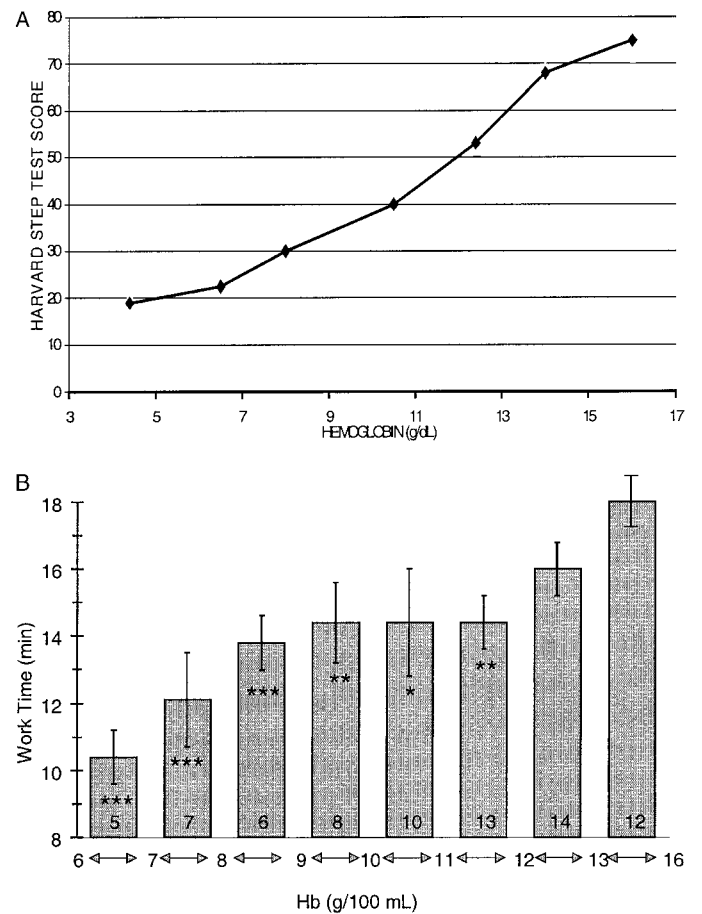 A
HARVARD STEP TEST SCORE
80
70
60
50
40
30
20
10
0
3 5 7 9 11 13 15 17
HEMOGLOBIN (g/dL)
B
Work Time (min)
18
16
14
12
10
8
*** *** *** ** * **
5 7 6 8 10 13 14 12
6 7 8 9 10 11 12 13 16
Hb (g/100 mL)